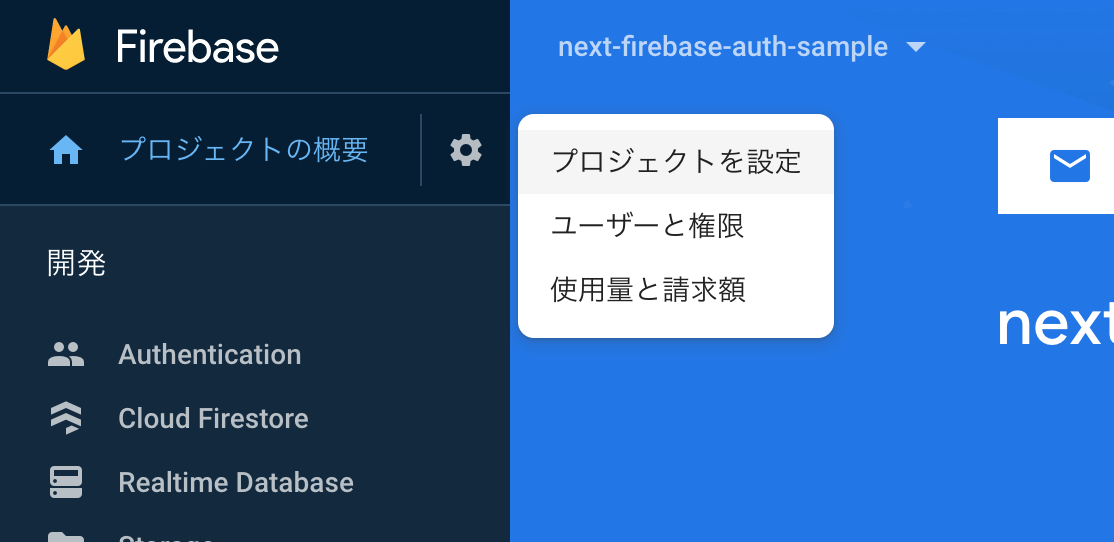 Firebase
next-firebase-auth-sample
プロジェクトの概要
プロジェクトを設定
ユーザーと権限
使用量と請求額
開発
next
Authentication
Cloud Firestore
Realtime Database
Storage